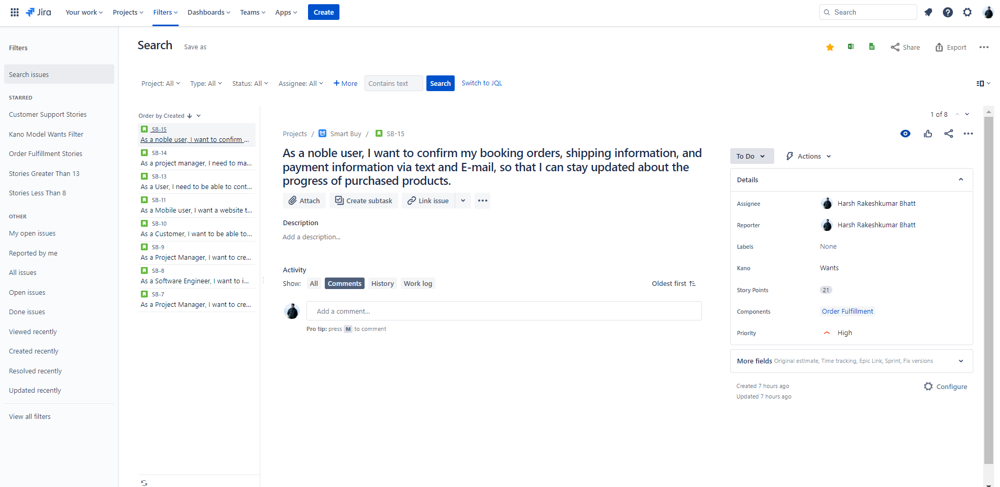 Jira
Your work
Projects
Filters
Dashboards
Teams
Apps
Create
Search
Filters
Search issues
STARRED
Customer Support Stories
Kano Model Wants Filter
Order Fulfillment Stories
Stories Greater Than 13
Stories Less Than 8
OTHER
My open issues
Reported by me
All issues
Open issues
Done issues
Viewed recently
Created recently
Resolved recently
Updated recently
View all filters
Search
Save as
Share
Export
Project: All
Type: All
Status: All
Assignee: All
+ More
Contains text
Search
Switch to JQL
Order by Created
SB-15
As a noble user, I want to confirm ...
SB-14
As a project manager, I need to ma...
SB-13
As a User, I need to be able to cont...
SB-11
As a Mobile user, I want a website t...
SB-10
As a Customer, I want to be able to...
SB-9
As a Project Manager, I want to cre...
SB-8
As a Software Engineer, I want to i...
SB-7
As a Project Manager, I want to cre...
1 of 8
Projects / Smart Buy / SB-15
As a noble user, I want to confirm my booking orders, shipping information, and
payment information via text and E-mail, so that I can stay updated about the
progress of purchased products.
Attach
Create subtask
Link issue
Description
Add a description...
Activity
Show:
All
Comments
History
Work log
Oldest first
Add a comment...
Pro tip: press M to comment
To Do
Actions
Details
Assignee
Harsh Rakeshkumar Bhatt
Reporter
Harsh Rakeshkumar Bhatt
Labels
None
Kano
Wants
Story Points
21
Components
Order Fulfillment
Priority
High
More fields Original estimate, Time tracking, Epic Link, Sprint, Fix versions
Created 7 hours ago
Updated 7 hours ago
Configure